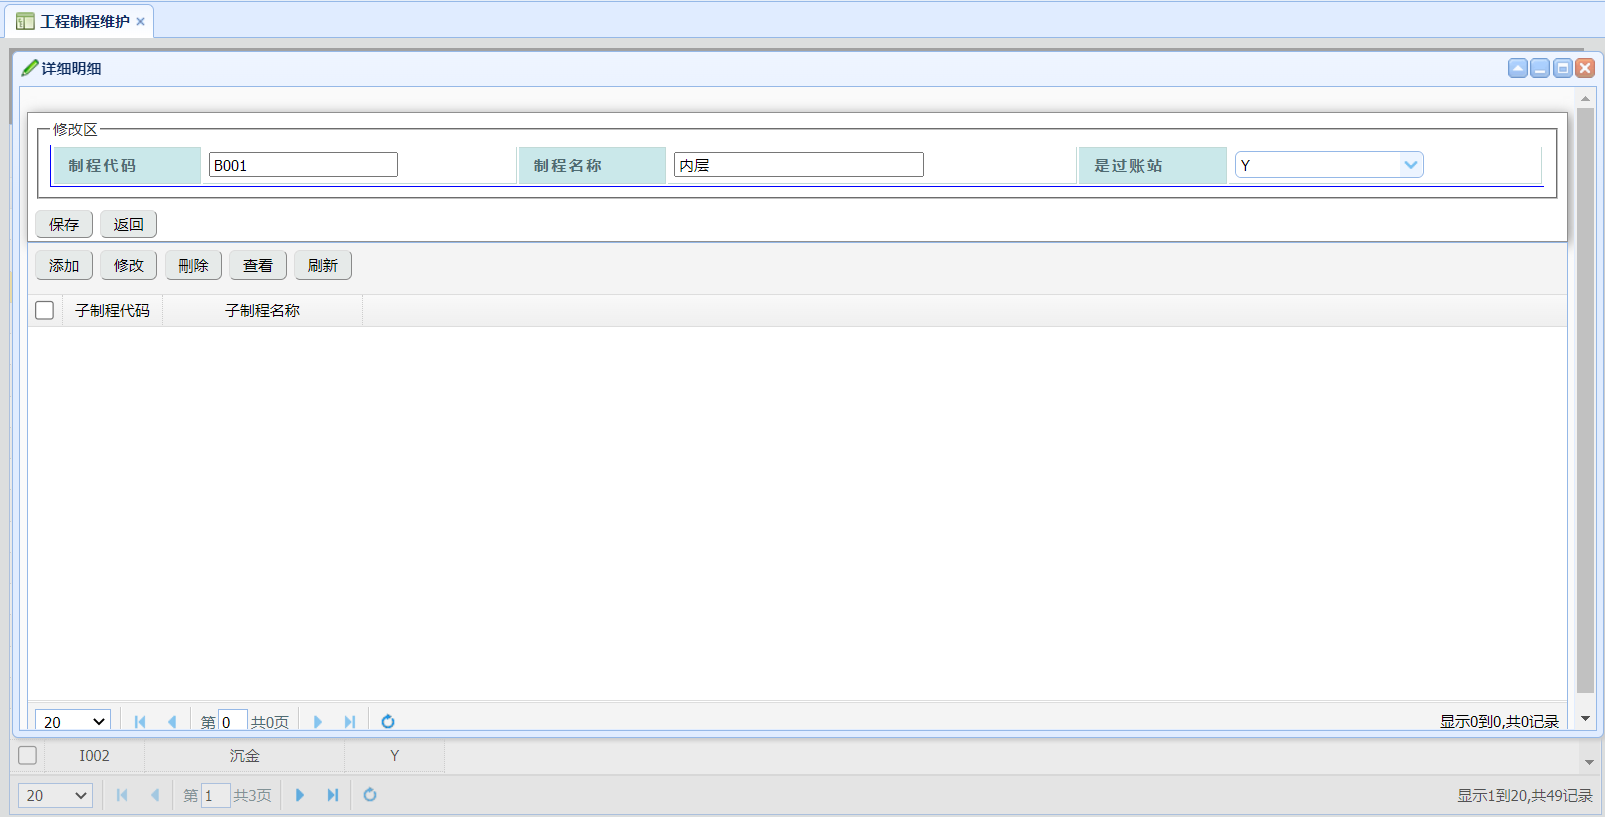 工程制程维护
详细明细
修改区
制程代码 B001 制程名称 内层 是过账站 Y
保存 返回
添加 修改 刪除 查看 刷新
子制程代码 子制程名称
20 第 0 共0页 显示0到0,共0记录
I002 沉金 Y
20 第 1 共3页 显示1到20,共49记录